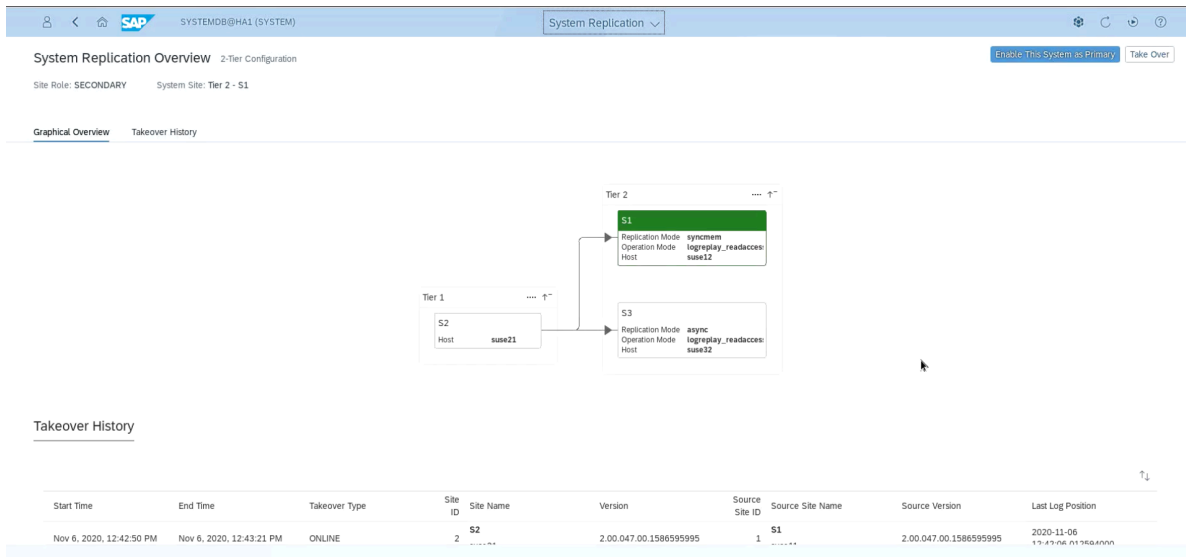 SAP
SYSTEMDB@HA1 (SYSTEM)
System Replication
System Replication Overview 2-Tier Configuration
Enable This System as Primary
Take Over
Site Role: SECONDARY
System Site: Tier 2 - S1
Graphical Overview
Takeover History
Tier 2
S1
Replication Mode syncmem
Operation Mode logreplay_readacces
Host suse12
Tier 1
S2
Host suse21
S3
Replication Mode async
Operation Mode logreplay_readacces
Host suse32
Takeover History
Start Time End Time Takeover Type Site ID Site Name Version Source Site ID Source Site Name Source Version Last Log Position
Nov 6, 2020, 12:42:50 PM Nov 6, 2020, 12:43:21 PM ONLINE 2 S2 2.00.047.00.1586595995 1 S1 2.00.047.00.1586595995 2020-11-06
12:42:06.012594000